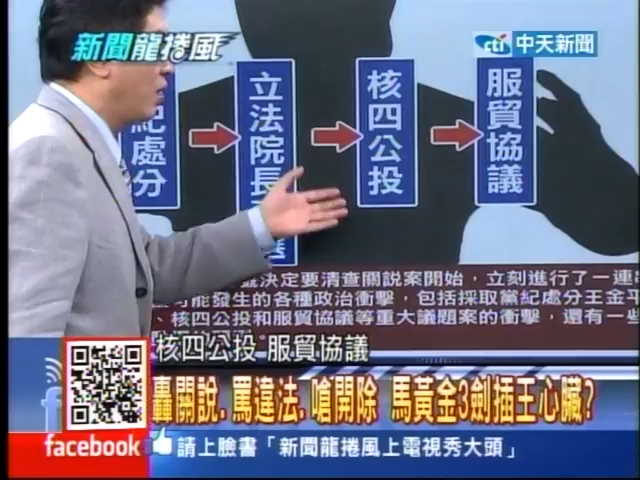 新聞龍捲風
cti 中天新聞
紀處分
立法院長
選
核四公投
服貿協議
決定要清查關說案開始，立刻進行了一連
可能發生的各種政治衝擊，包括採取黨紀處分王金平
、核四公投和服貿協議等重大議題案的衝擊，還有一些
核四公投 服貿協議
轟關說.罵違法.嗆開除 馬黃金3劍插王心臟?
facebook
請上臉書「新聞龍捲風上電視秀大頭」